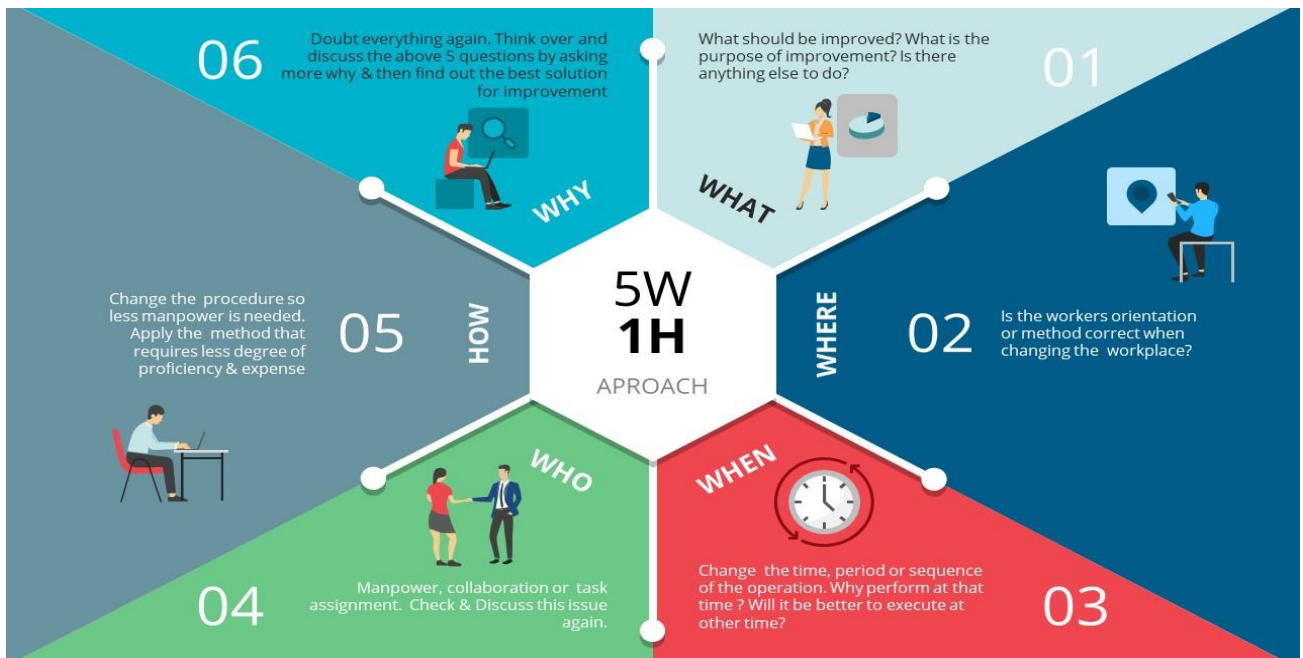 5W
1H
APROACH
01
WHAT
What should be improved? What is the
purpose of improvement? Is there
anything else to do?
02
WHERE
Is the workers orientation
or method correct when
changing the workplace?
03
WHEN
Change the time, period or sequence
of the operation. Why perform at that
time ? Will it be better to execute at
other time?
04
WHO
Manpower, collaboration or task
assignment. Check & Discuss this issue
again.
05
HOW
Change the procedure so
less manpower is needed.
Apply the method that
requires less degree of
proficiency & expense
06
WHY
Doubt everything again. Think over and
discuss the above 5 questions by asking
more why & then find out the best solution
for improvement